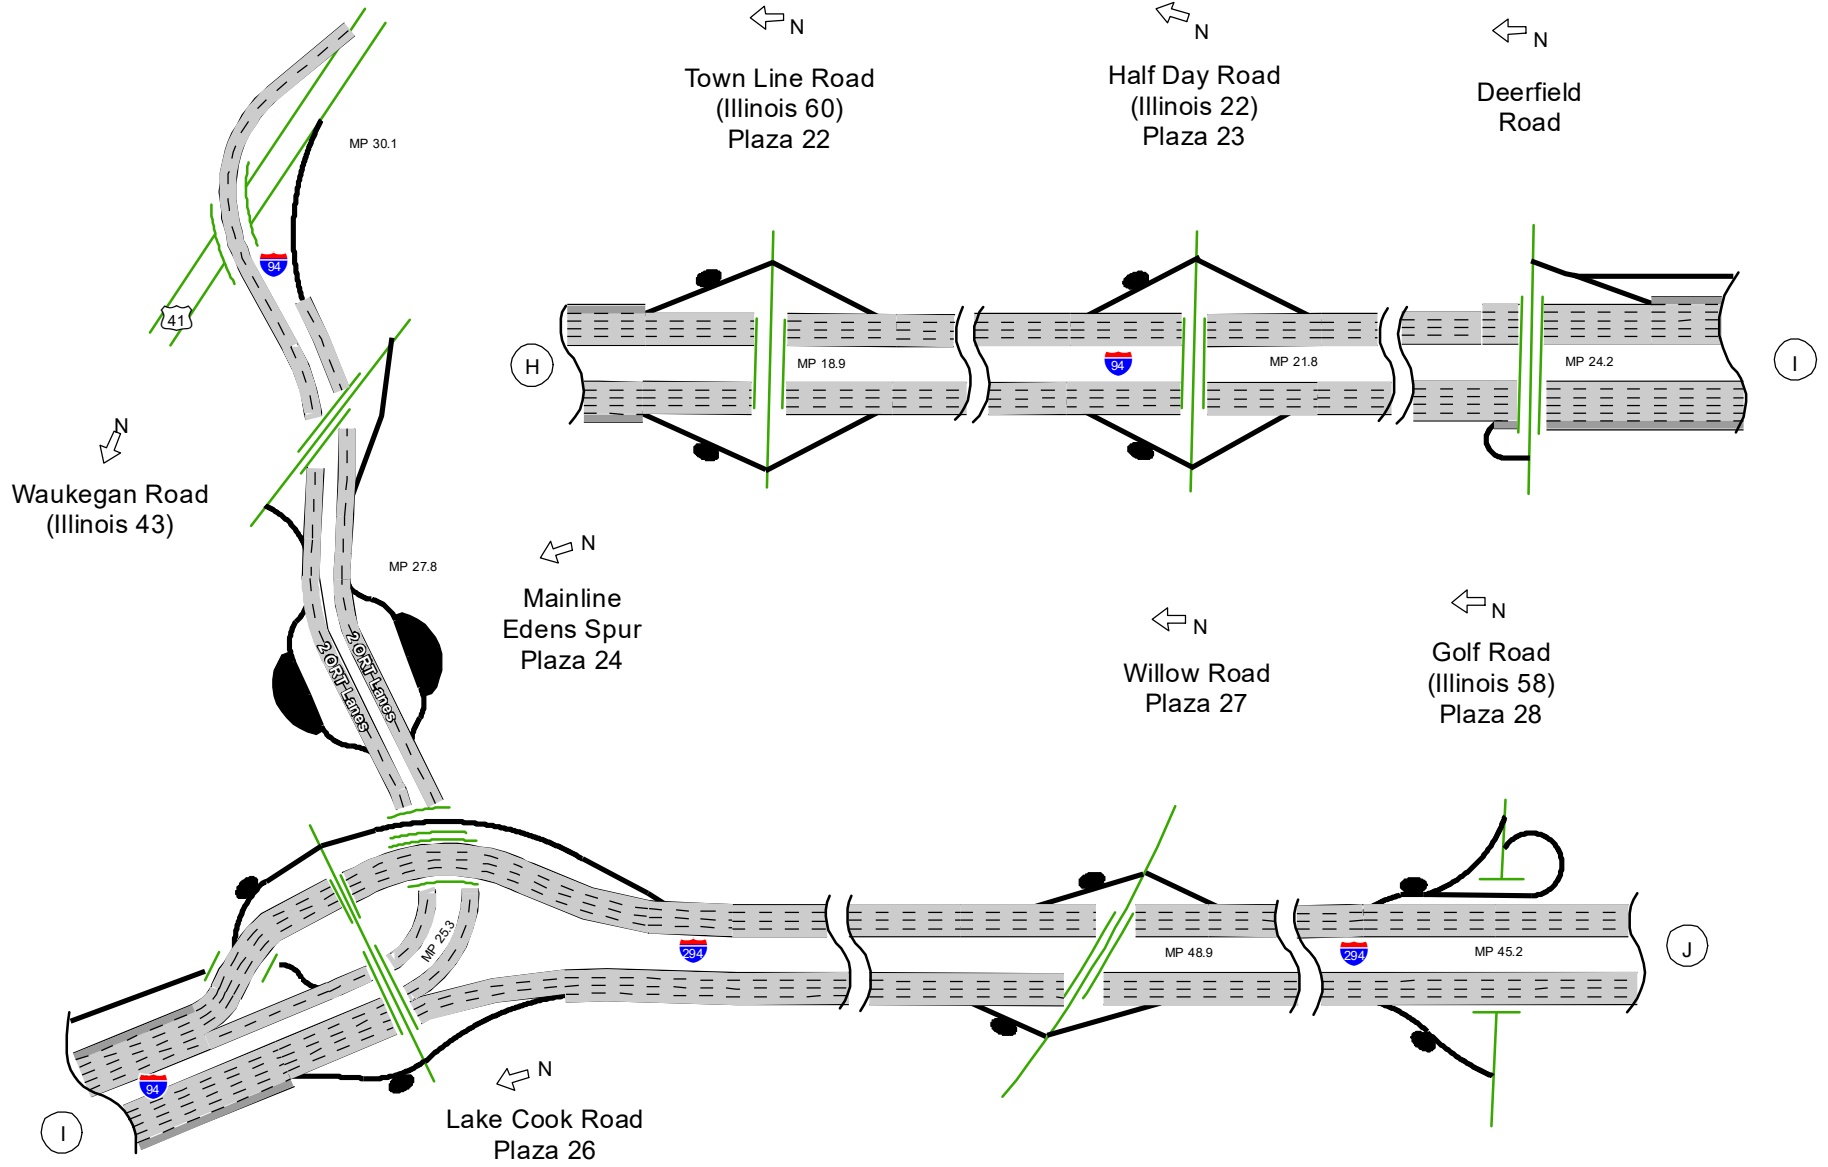 N
Town Line Road
(Illinois 60)
Plaza 22
N
Half Day Road
(Illinois 22)
Plaza 23
N
Deerfield
Road
MP 30.1
94
41
H
MP 18.9
94
MP 21.8
MP 24.2
I
N
Waukegan Road
(Illinois 43)
MP 27.8
N
Mainline
Edens Spur
Plaza 24
2 ORT Lanes
2 ORT Lanes
N
Willow Road
Plaza 27
N
Golf Road
(Illinois 58)
Plaza 28
MP 25.3
294
MP 48.9
294
MP 45.2
J
94
I
N
Lake Cook Road
Plaza 26